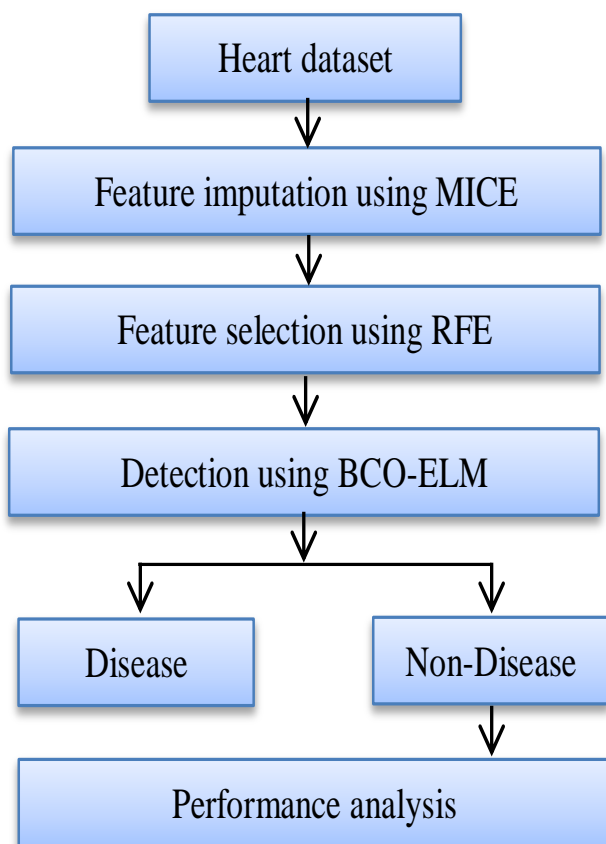 Heart dataset
Feature imputation using MICE
Feature selection using RFE
Detection using BCO-ELM
Disease
Non-Disease
Performance analysis